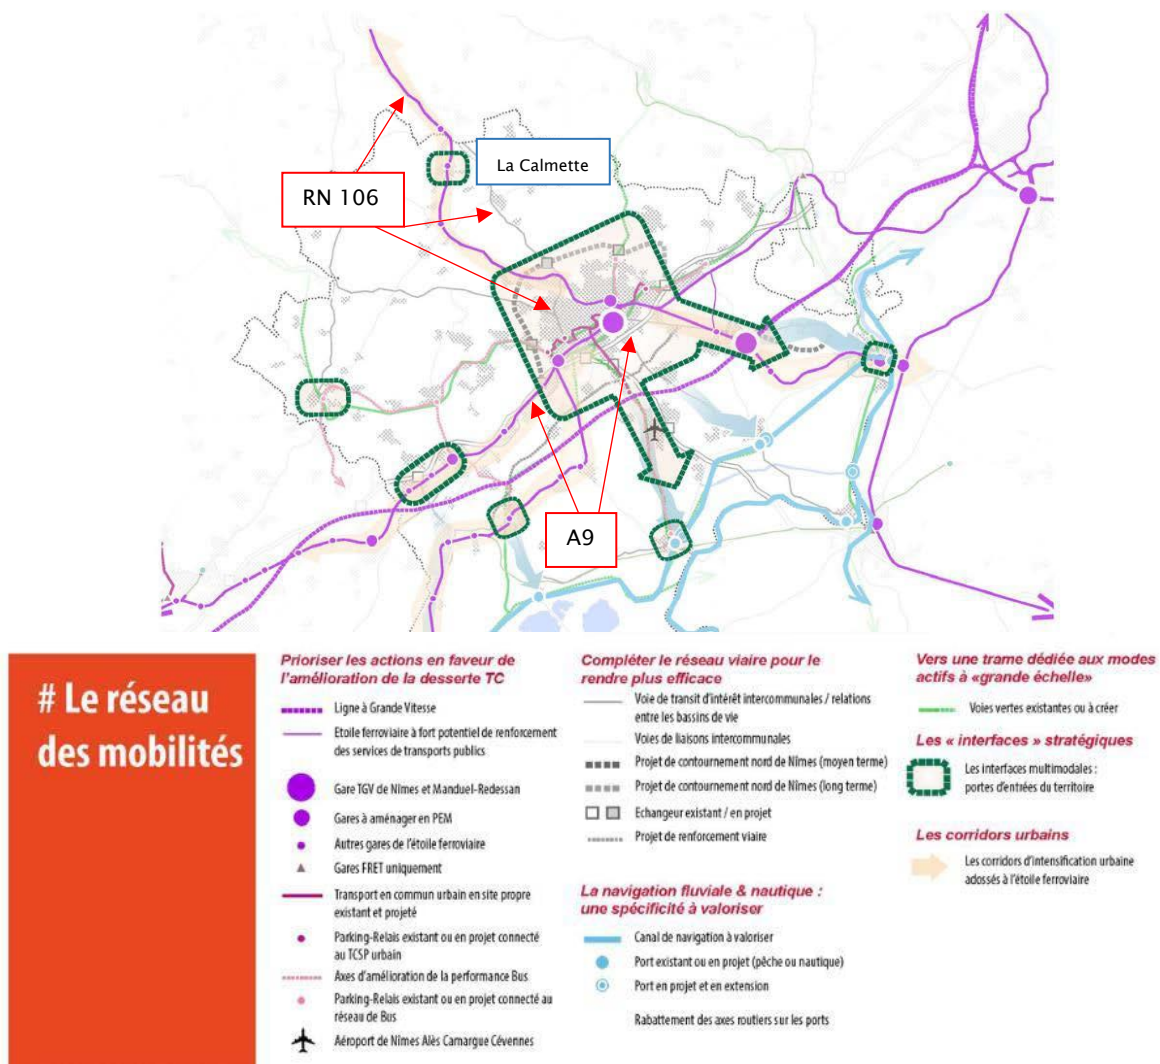 La Calmette
RN 106
A9
# Le réseau
des mobilités
Prioriser les actions en faveur de
l'amélioration de la desserte TC
Ligne à Grande Vitesse
Etoile ferroviaire à fort potentiel de renforcement
des services de transports publics
Gare TGV de Nîmes et Manduel-Redessan
Gares à aménager en PEM
Autres gares de l'étoile ferroviaire
Gares FRET uniquement
Transport en commun urbain en site propre
existant et projeté
Parking-Relais existant ou en projet connecté
au TCSP urbain
Axes d'amélioration de la performance Bus
Parking-Relais existant ou en projet connecté au
réseau de Bus
Aéroport de Nîmes Alès Camargue Cévennes
Compléter le réseau viaire pour le
rendre plus efficace
Voie de transit d'intérêt intercommunales / relations
entre les bassins de vie
Voies de liaisons intercommunales
Projet de contournement nord de Nîmes (moyen terme)
Projet de contournement nord de Nîmes (long terme)
Echangeur existant / en projet
Projet de renforcement viaire
La navigation fluviale & nautique :
une spécificité à valoriser
Canal de navigation à valoriser
Port existant ou en projet (pêche ou nautique)
Port en projet et en extension
Rabattement des axes routiers sur les ports
Vers une trame dédiée aux modes
actifs à «grande échelle»
Voies vertes existantes ou à créer
Les « interfaces » stratégiques
Les interfaces multimodales :
portes d'entrées du territoire
Les corridors urbains
Les corridors d'intensification urbaine
adossés à l'étoile ferroviaire